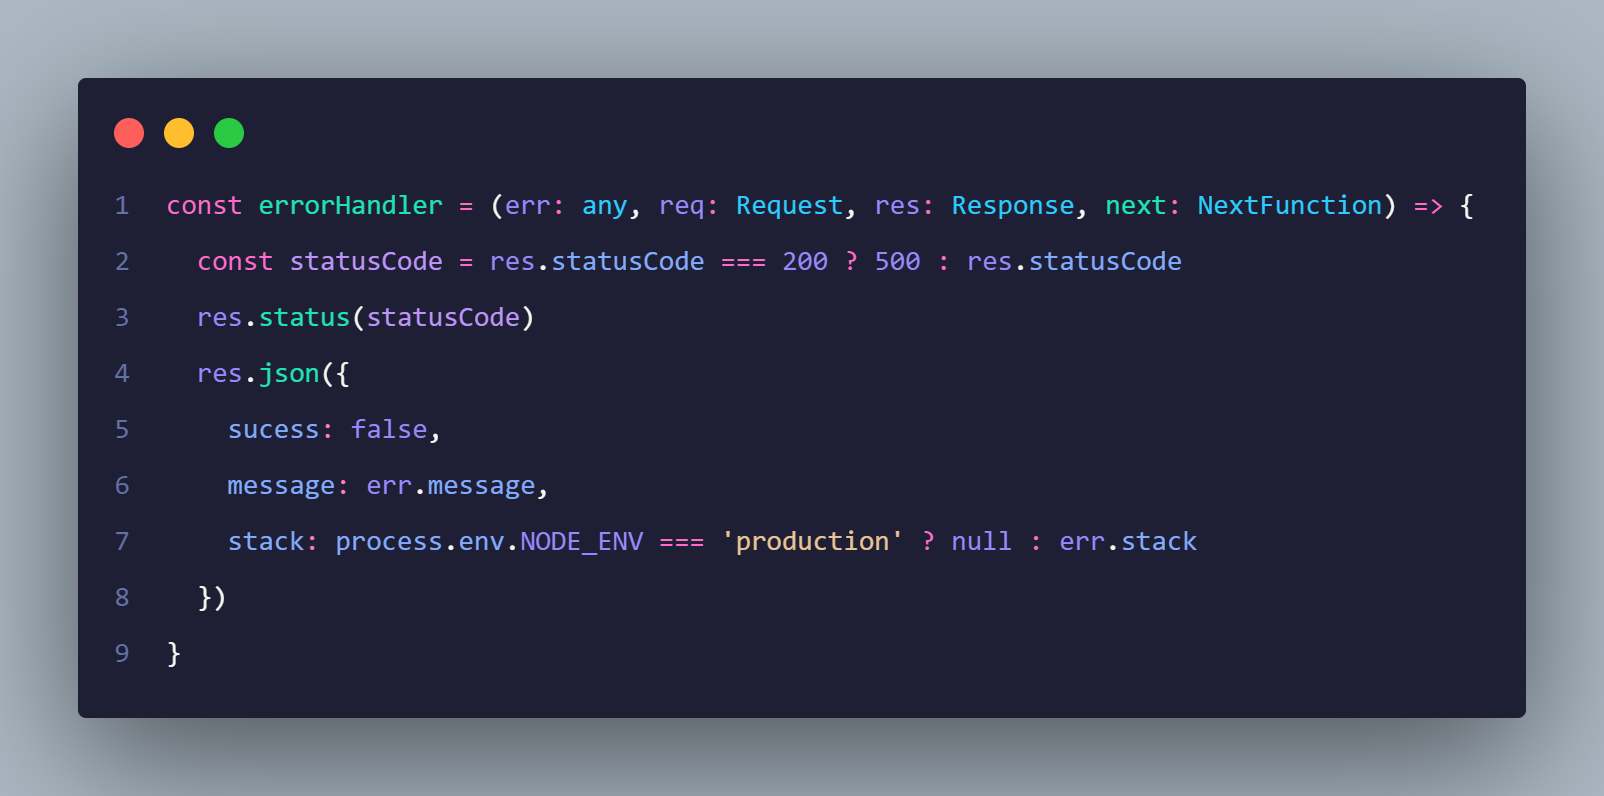 1 const errorHandler = (err: any, req: Request, res: Response, next: NextFunction) => {
2   const statusCode = res.statusCode === 200 ? 500 : res.statusCode
3   res.status(statusCode)
4   res.json({
5     sucess: false,
6     message: err.message,
7     stack: process.env.NODE_ENV === 'production' ? null : err.stack
8   })
9 }